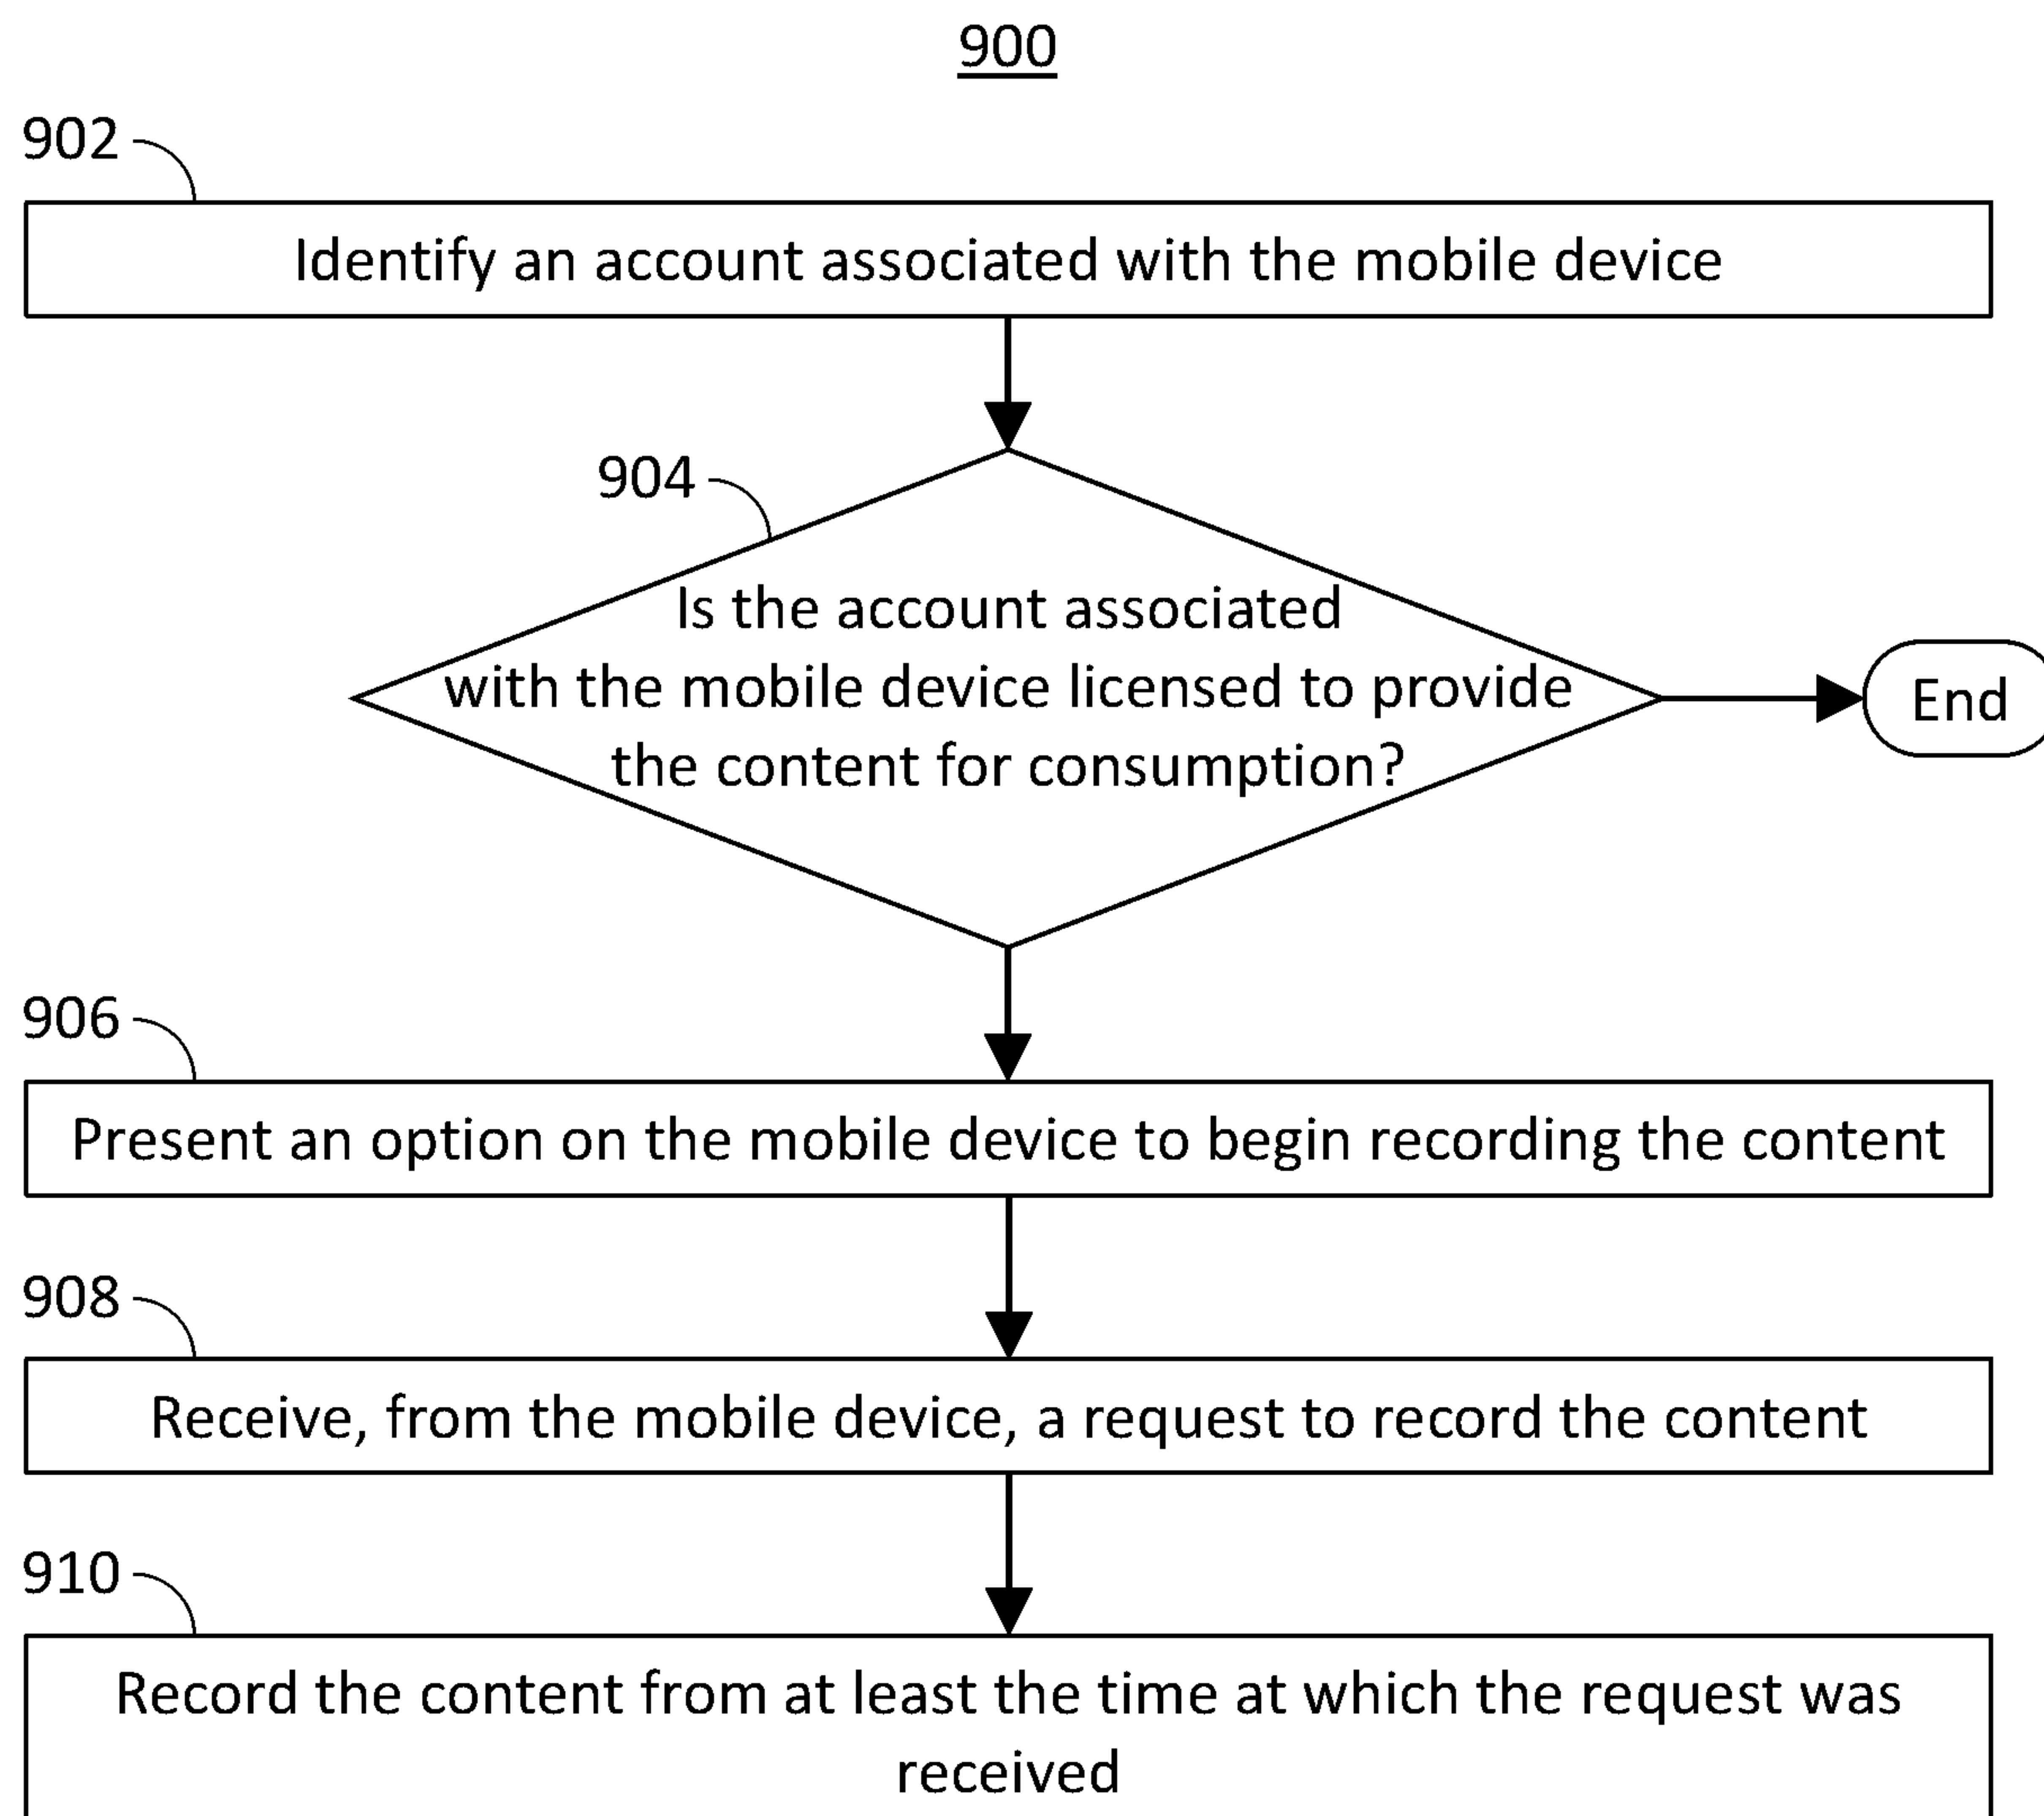 900
902
Identify an account associated with the mobile device
904
Is the account associated
with the mobile device licensed to provide
the content for consumption?
End
906
Present an option on the mobile device to begin recording the content
908
Receive, from the mobile device, a request to record the content
910
Record the content from at least the time at which the request was
received